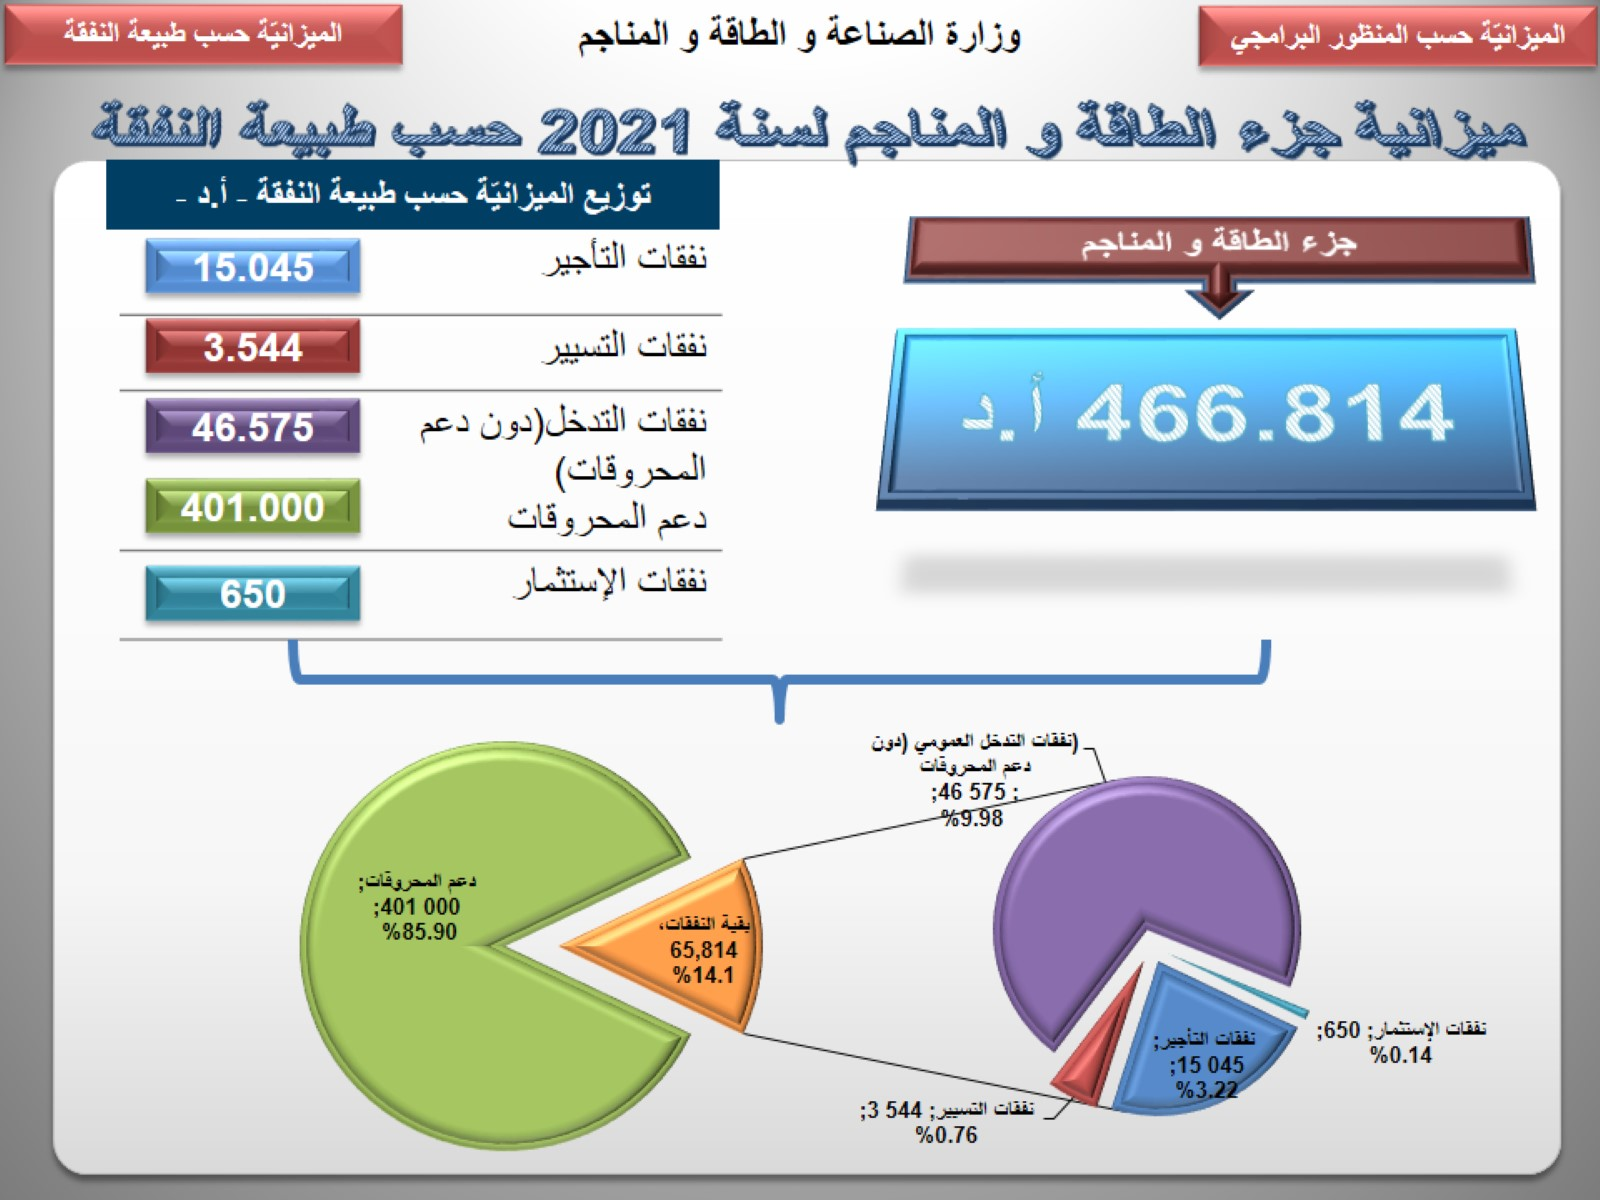 الميزانيّة حسب المنظور البرامجي
وزارة الصناعة و الطاقة و المناجم
الميزانيّة حسب طبيعة النفقة
ميزانية جزء الطاقة و المناجم لسنة 2021 حسب طبيعة النفقة
جزء الطاقة و المناجم
466.814 أ.د
توزيع الميزانيّة حسب طبيعة النفقة - أ.د -
نفقات التأجير 15.045
نفقات التسيير 3.544
نفقات التدخل(دون دعم 46.575
المحروقات)
دعم المحروقات 401.000
نفقات الإستثمار 650
(نفقات التدخل العمومي (دون
دعم المحروقات
; 46 575;
%9.98
دعم المحروقات;
401 000;
%85.90
بقية النفقات،
65,814
%14.1
نفقات الإستثمار; 650;
%0.14
نفقات التأجير;
15 045;
%3.22
نفقات التسيير; 3 544;
%0.76